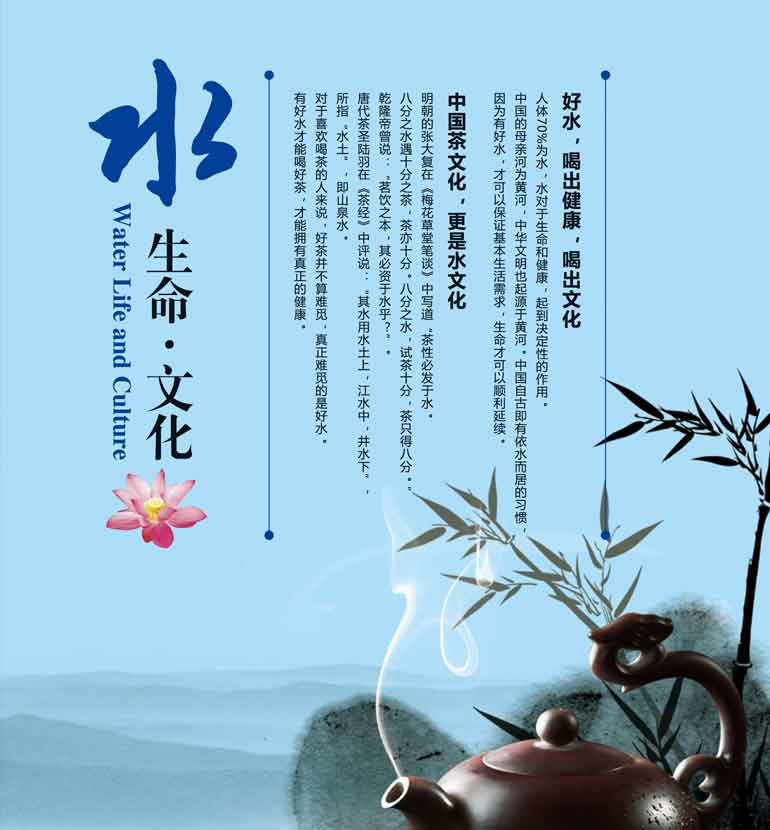 好水，喝出健康，喝出文化
人体70%为水，水对于生命和健康，起到决定性的作用。
中国的母亲河为黄河，中华文明也起源于黄河。中国自古即有依水而居的习惯，
因为有好水，才可以保证基本生活需求，生命才可以顺利延续。
中国茶文化，更是水文化
明朝的张大复在《梅花草堂笔谈》中写道“茶性必发于水。
八分之水遇十分之茶，茶亦十分。八分之水，试茶十分，茶只得八分。”
乾隆帝曾说：“茗饮之本，其必资于水乎？”。
唐代茶圣陆羽在《茶经》中评说：“其水用水土上，江水中，井水下”，
所指“水土”，即山泉水。
对于喜欢喝茶的人来说，好茶并不算难觅，真正难觅的是好水。
有好水才能喝好茶，才能拥有真正的健康。
水
生命·文化
Water Life and Culture